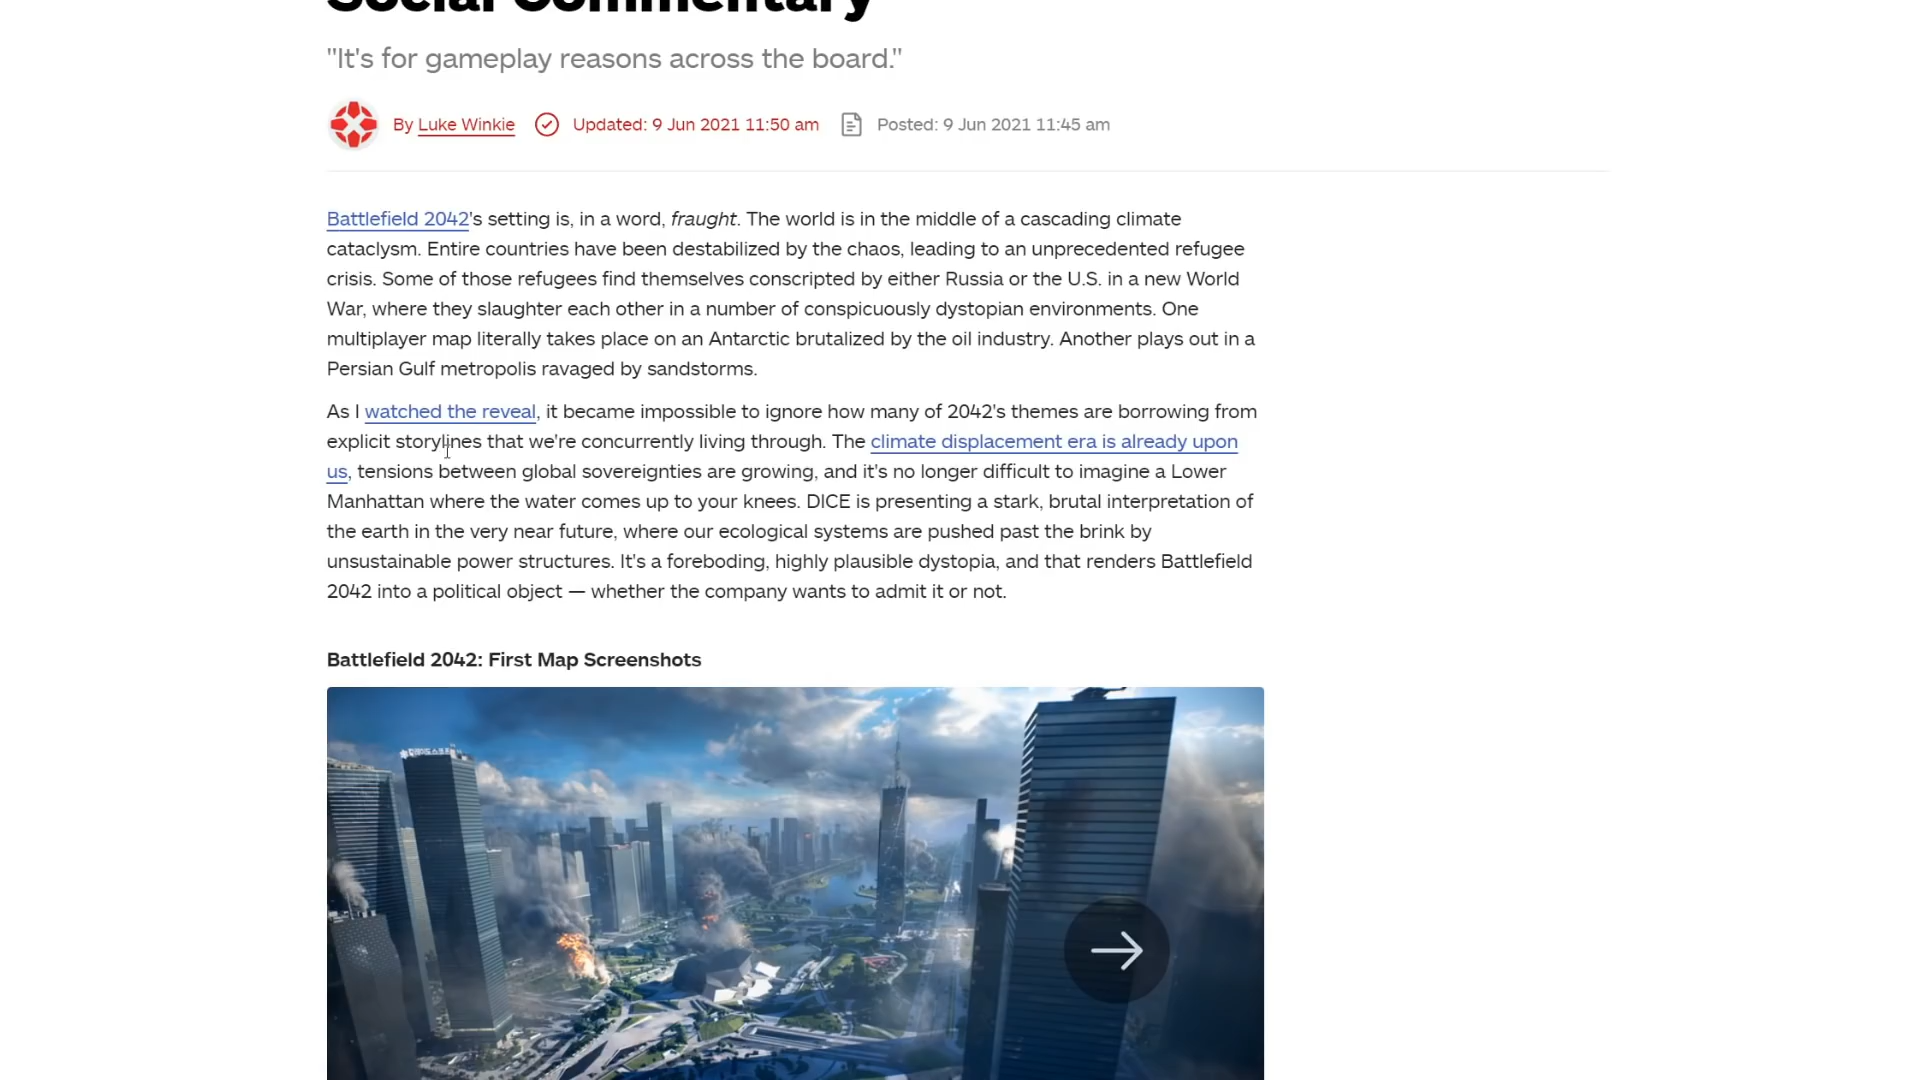 Social Commentary
"It's for gameplay reasons across the board."
By Luke Winkie Updated: 9 Jun 2021 11:50 am Posted: 9 Jun 2021 11:45 am
Battlefield 2042's setting is, in a word, fraught. The world is in the middle of a cascading climate
cataclysm. Entire countries have been destabilized by the chaos, leading to an unprecedented refugee
crisis. Some of those refugees find themselves conscripted by either Russia or the U.S. in a new World
War, where they slaughter each other in a number of conspicuously dystopian environments. One
multiplayer map literally takes place on an Antarctic brutalized by the oil industry. Another plays out in a
Persian Gulf metropolis ravaged by sandstorms.
As I watched the reveal, it became impossible to ignore how many of 2042's themes are borrowing from
explicit storylines that we're concurrently living through. The climate displacement era is already upon
us, tensions between global sovereignties are growing, and it's no longer difficult to imagine a Lower
Manhattan where the water comes up to your knees. DICE is presenting a stark, brutal interpretation of
the earth in the very near future, where our ecological systems are pushed past the brink by
unsustainable power structures. It's a foreboding, highly plausible dystopia, and that renders Battlefield
2042 into a political object — whether the company wants to admit it or not.
Battlefield 2042: First Map Screenshots